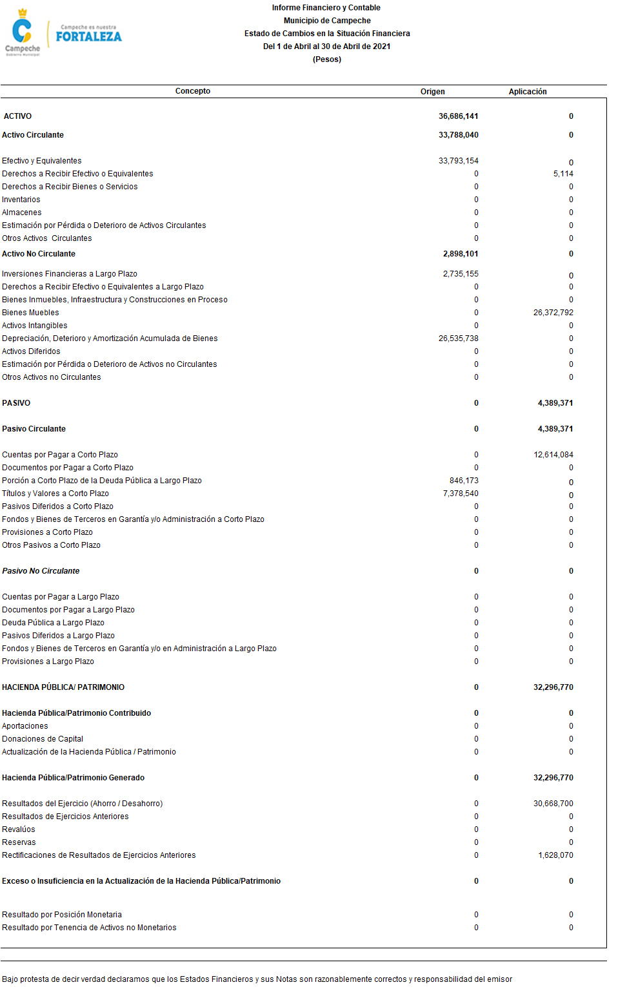 Informe Financiero y Contable
Municipio de Campeche
Estado de Cambios en la Situación Financiera
Del 1 de Abril al 30 de Abril de 2021
(Pesos)
Campeche
Gobierno Municipal
Campeche es nuestra
FORTALEZA
Concepto Origen Aplicación
ACTIVO 36,686,141 0
Activo Circulante 33,788,040 0
Efectivo y Equivalentes 33,793,154 0
Derechos a Recibir Efectivo o Equivalentes 0 5,114
Derechos a Recibir Bienes o Servicios 0 0
Inventarios 0 0
Almacenes 0 0
Estimación por Pérdida o Deterioro de Activos Circulantes 0 0
Otros Activos  Circulantes 0 0
Activo No Circulante 2,898,101 0
Inversiones Financieras a Largo Plazo 2,735,155 0
Derechos a Recibir Efectivo o Equivalentes a Largo Plazo 0 0
Bienes Inmuebles, Infraestructura y Construcciones en Proceso 0 0
Bienes Muebles 0 26,372,792
Activos Intangibles 0 0
Depreciación, Deterioro y Amortización Acumulada de Bienes 26,535,738 0
Activos Diferidos 0 0
Estimación por Pérdida o Deterioro de Activos no Circulantes 0 0
Otros Activos no Circulantes 0 0
PASIVO 0 4,389,371
Pasivo Circulante 0 4,389,371
Cuentas por Pagar a Corto Plazo 0 12,614,084
Documentos por Pagar a Corto Plazo 0 0
Porción a Corto Plazo de la Deuda Pública a Largo Plazo 846,173 0
Títulos y Valores a Corto Plazo 7,378,540 0
Pasivos Diferidos a Corto Plazo 0 0
Fondos y Bienes de Terceros en Garantía y/o Administración a Corto Plazo 0 0
Provisiones a Corto Plazo 0 0
Otros Pasivos a Corto Plazo 0 0
Pasivo No Circulante 0 0
Cuentas por Pagar a Largo Plazo 0 0
Documentos por Pagar a Largo Plazo 0 0
Deuda Pública a Largo Plazo 0 0
Pasivos Diferidos a Largo Plazo 0 0
Fondos y Bienes de Terceros en Garantía y/o en Administración a Largo Plazo 0 0
Provisiones a Largo Plazo 0 0
HACIENDA PÚBLICA/ PATRIMONIO 0 32,296,770
Hacienda Pública/Patrimonio Contribuido 0 0
Aportaciones 0 0
Donaciones de Capital 0 0
Actualización de la Hacienda Pública / Patrimonio 0 0
Hacienda Pública/Patrimonio Generado 0 32,296,770
Resultados del Ejercicio (Ahorro / Desahorro) 0 30,668,700
Resultados de Ejercicios Anteriores 0 0
Revalúos 0 0
Reservas 0 0
Rectificaciones de Resultados de Ejercicios Anteriores 0 1,628,070
Exceso o Insuficiencia en la Actualización de la Hacienda Pública/Patrimonio 0 0
Resultado por Posición Monetaria 0 0
Resultado por Tenencia de Activos no Monetarios 0 0
Bajo protesta de decir verdad declaramos que los Estados Financieros y sus Notas son razonablemente correctos y responsabilidad del emisor